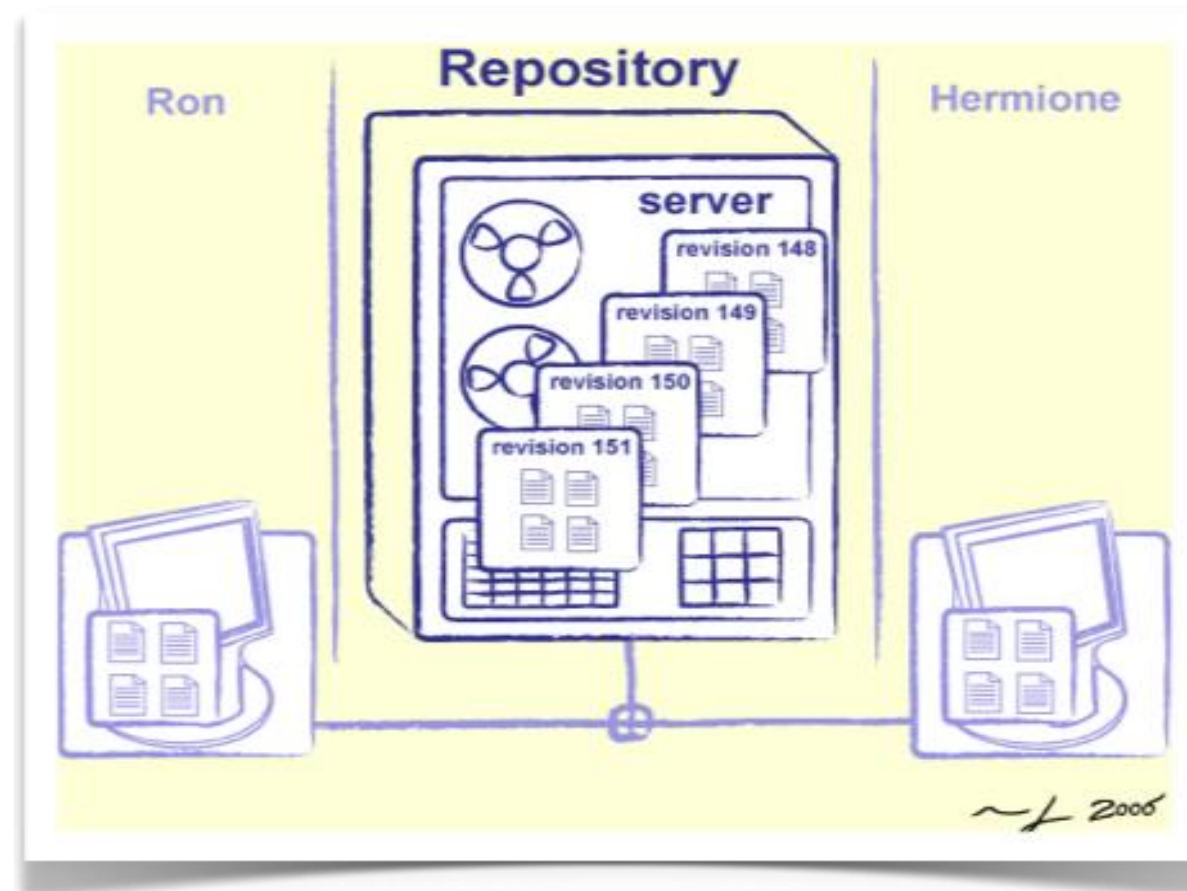 Repository
Ron
Hermione
server
revision 148
revision 149
revision 150
revision 151
2006